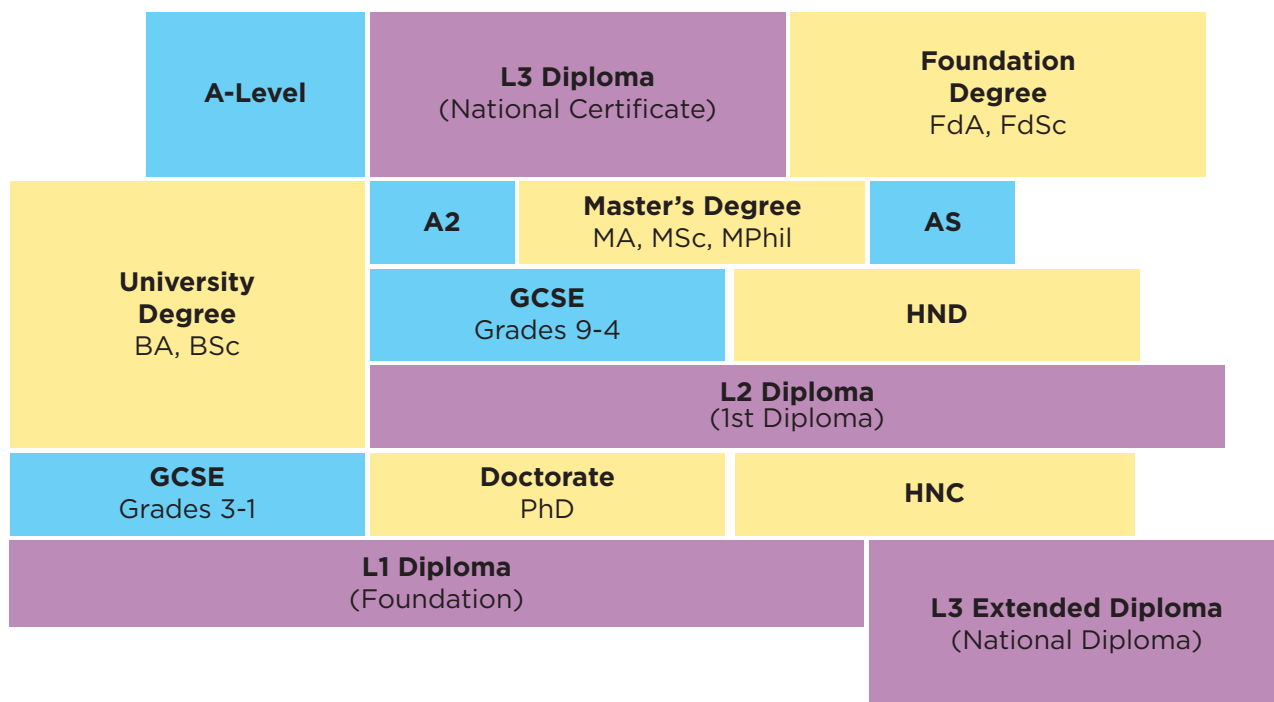 A-Level
L3 Diploma
(National Certificate)
Foundation
Degree
FdA, FdSc
University
Degree
BA, BSc
A2
Master's Degree
MA, MSc, MPhil
AS
GCSE
Grades 9-4
HND
L2 Diploma
(1st Diploma)
GCSE
Grades 3-1
Doctorate
PhD
HNC
L1 Diploma
(Foundation)
L3 Extended Diploma
(National Diploma)